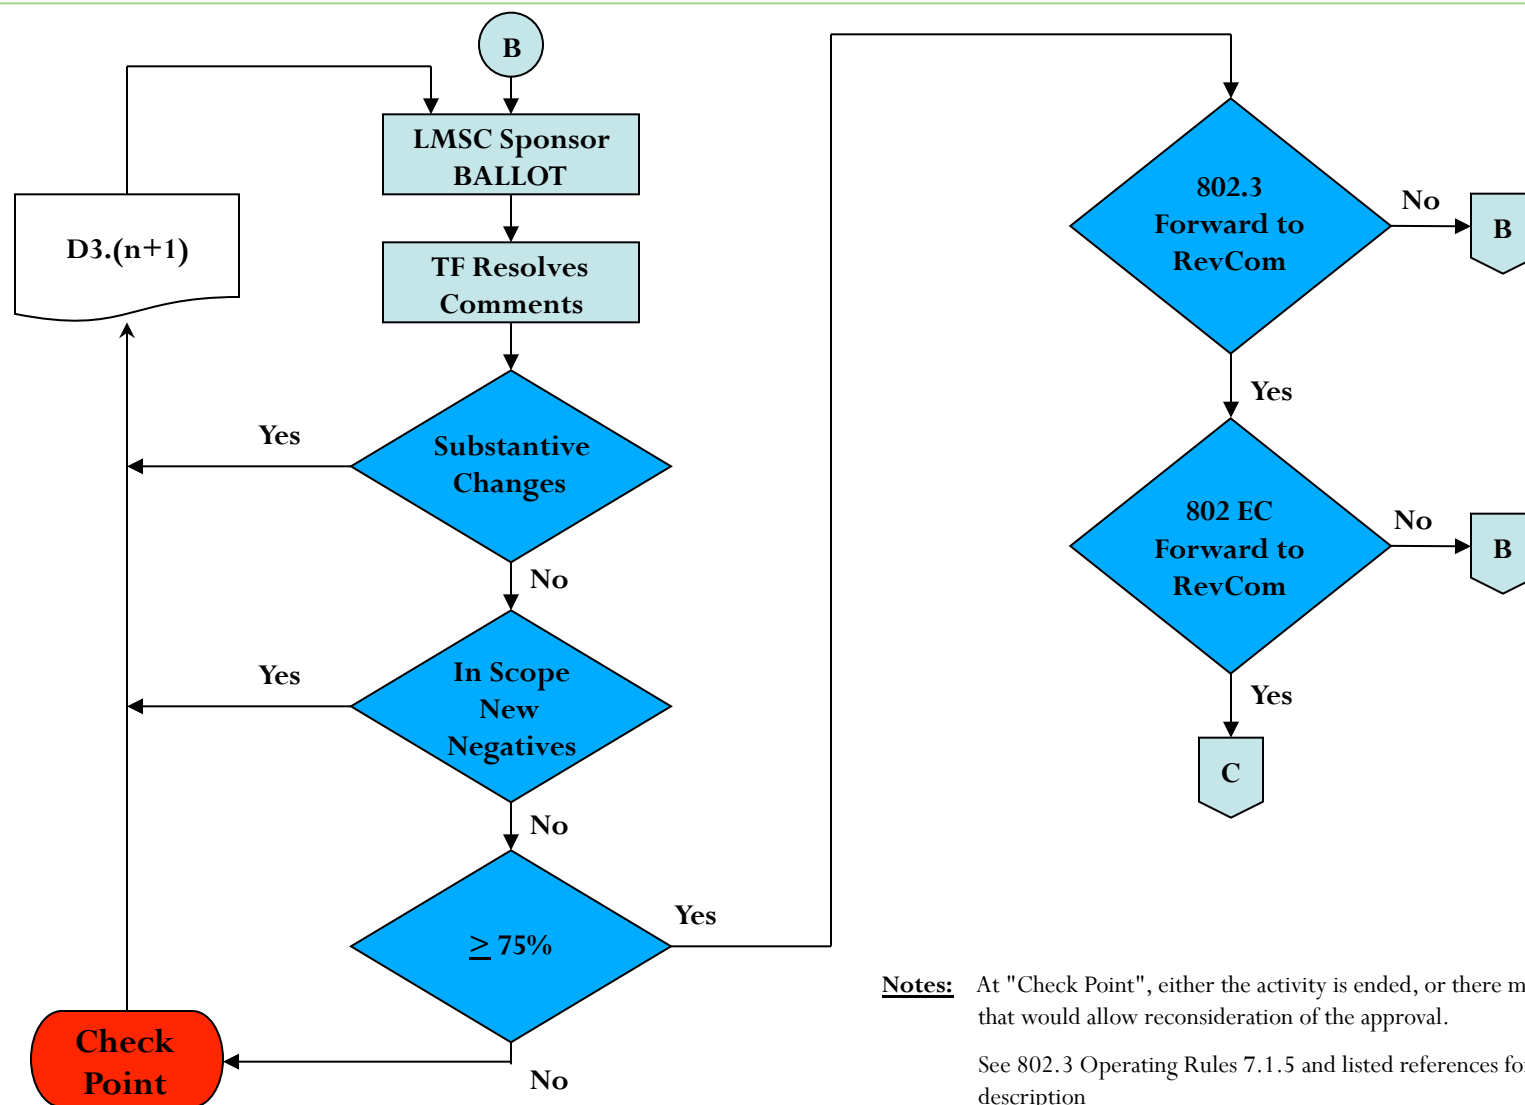 B
LMSC Sponsor
BALLOT
D3.(n+1)
TF Resolves
Comments
Yes
Substantive
Changes
No
Yes
In Scope
New
Negatives
No
≥ 75%
Yes
Check
Point
No
802.3
Forward to
RevCom
No
B
Yes
802 EC
Forward to
RevCom
No
B
Yes
C
Notes: At "Check Point", either the activity is ended, or there
that would allow reconsideration of the approval.
See 802.3 Operating Rules 7.1.5 and listed references for
description